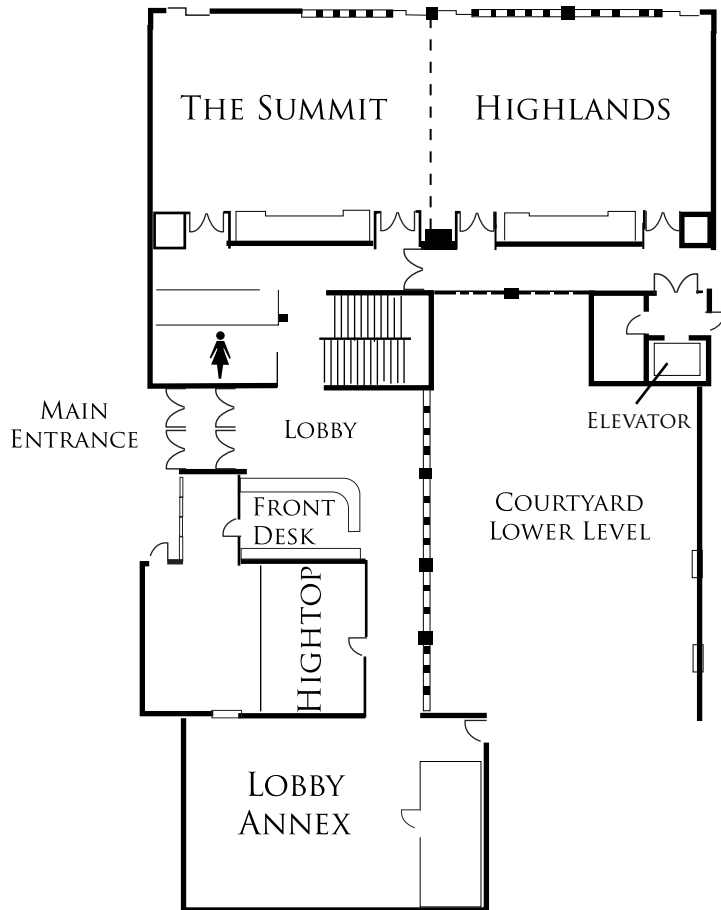 The Summit
Highlands
Main
Entrance
Lobby
Elevator
Front
Desk
Courtyard
Lower Level
Hightop
Lobby
Annex